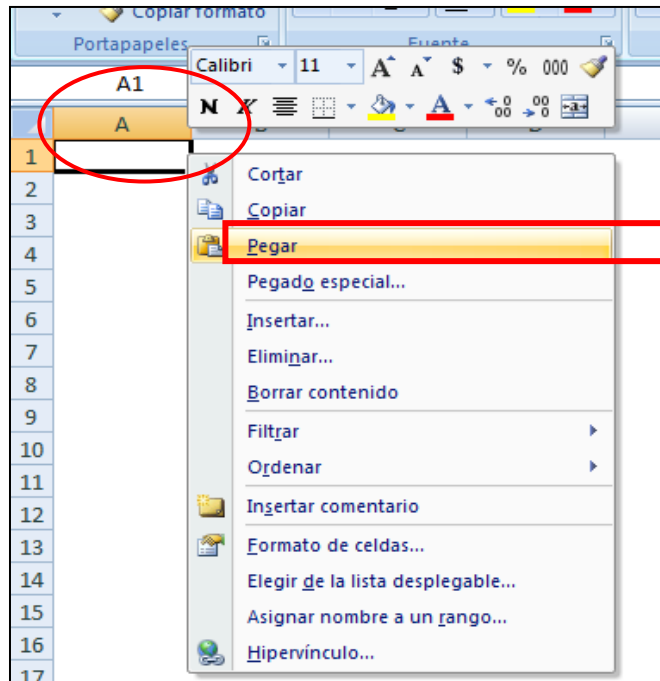 Copiar formato
Portapapeles Fuente
Calibri 11 A A $ % 000
A1
N K A
A
1
Cortar
2
Copiar
3
Pegar
4
Pegado especial...
5
Insertar...
6
Eliminar...
7
Borrar contenido
8
9
Filtrar
10
Ordenar
11
Insertar comentario
12
Formato de celdas...
13
Elegir de la lista desplegable...
14
Asignar nombre a un rango...
15
Hipervínculo...
16
17